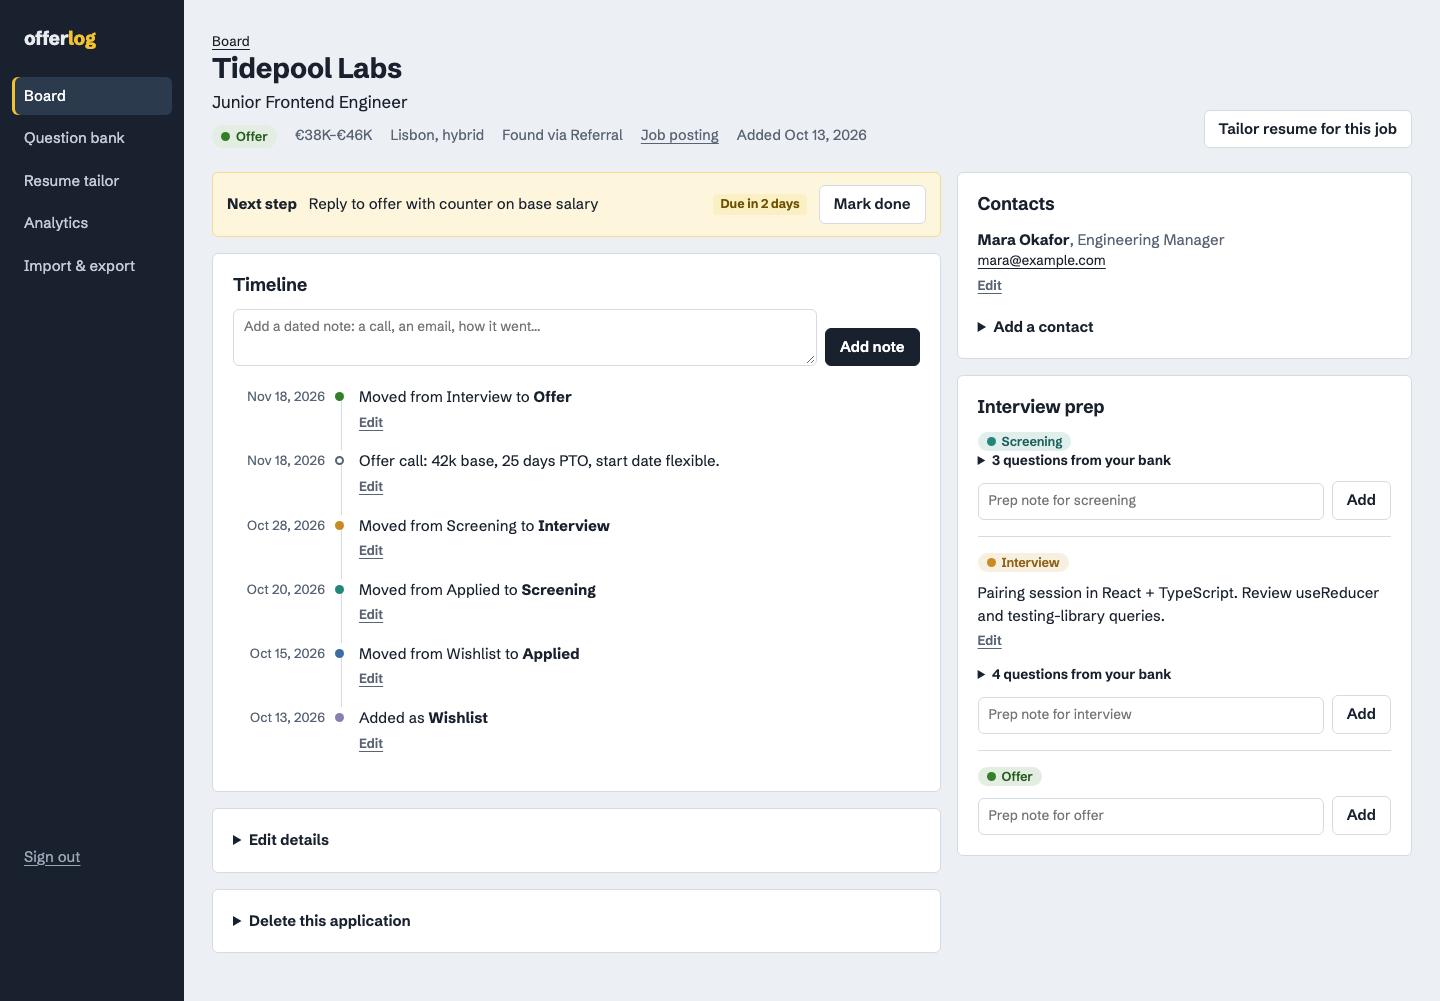 offerlog
Board
Question bank
Resume tailor
Analytics
Import & export
Sign out
Board
Tidepool Labs
Junior Frontend Engineer
Offer €38K–€46K Lisbon, hybrid Found via Referral Job posting Added Oct 13, 2026
Tailor resume for this job
Next step Reply to offer with counter on base salary Due in 2 days Mark done
Timeline
Add a dated note: a call, an email, how it went...
Add note
Nov 18, 2026 Moved from Interview to Offer
Edit
Nov 18, 2026 Offer call: 42k base, 25 days PTO, start date flexible.
Edit
Oct 28, 2026 Moved from Screening to Interview
Edit
Oct 20, 2026 Moved from Applied to Screening
Edit
Oct 15, 2026 Moved from Wishlist to Applied
Edit
Oct 13, 2026 Added as Wishlist
Edit
Edit details
Delete this application
Contacts
Mara Okafor, Engineering Manager
mara@example.com
Edit
Add a contact
Interview prep
Screening
3 questions from your bank
Prep note for screening Add
Interview
Pairing session in React + TypeScript. Review useReducer
and testing-library queries.
Edit
4 questions from your bank
Prep note for interview Add
Offer
Prep note for offer Add